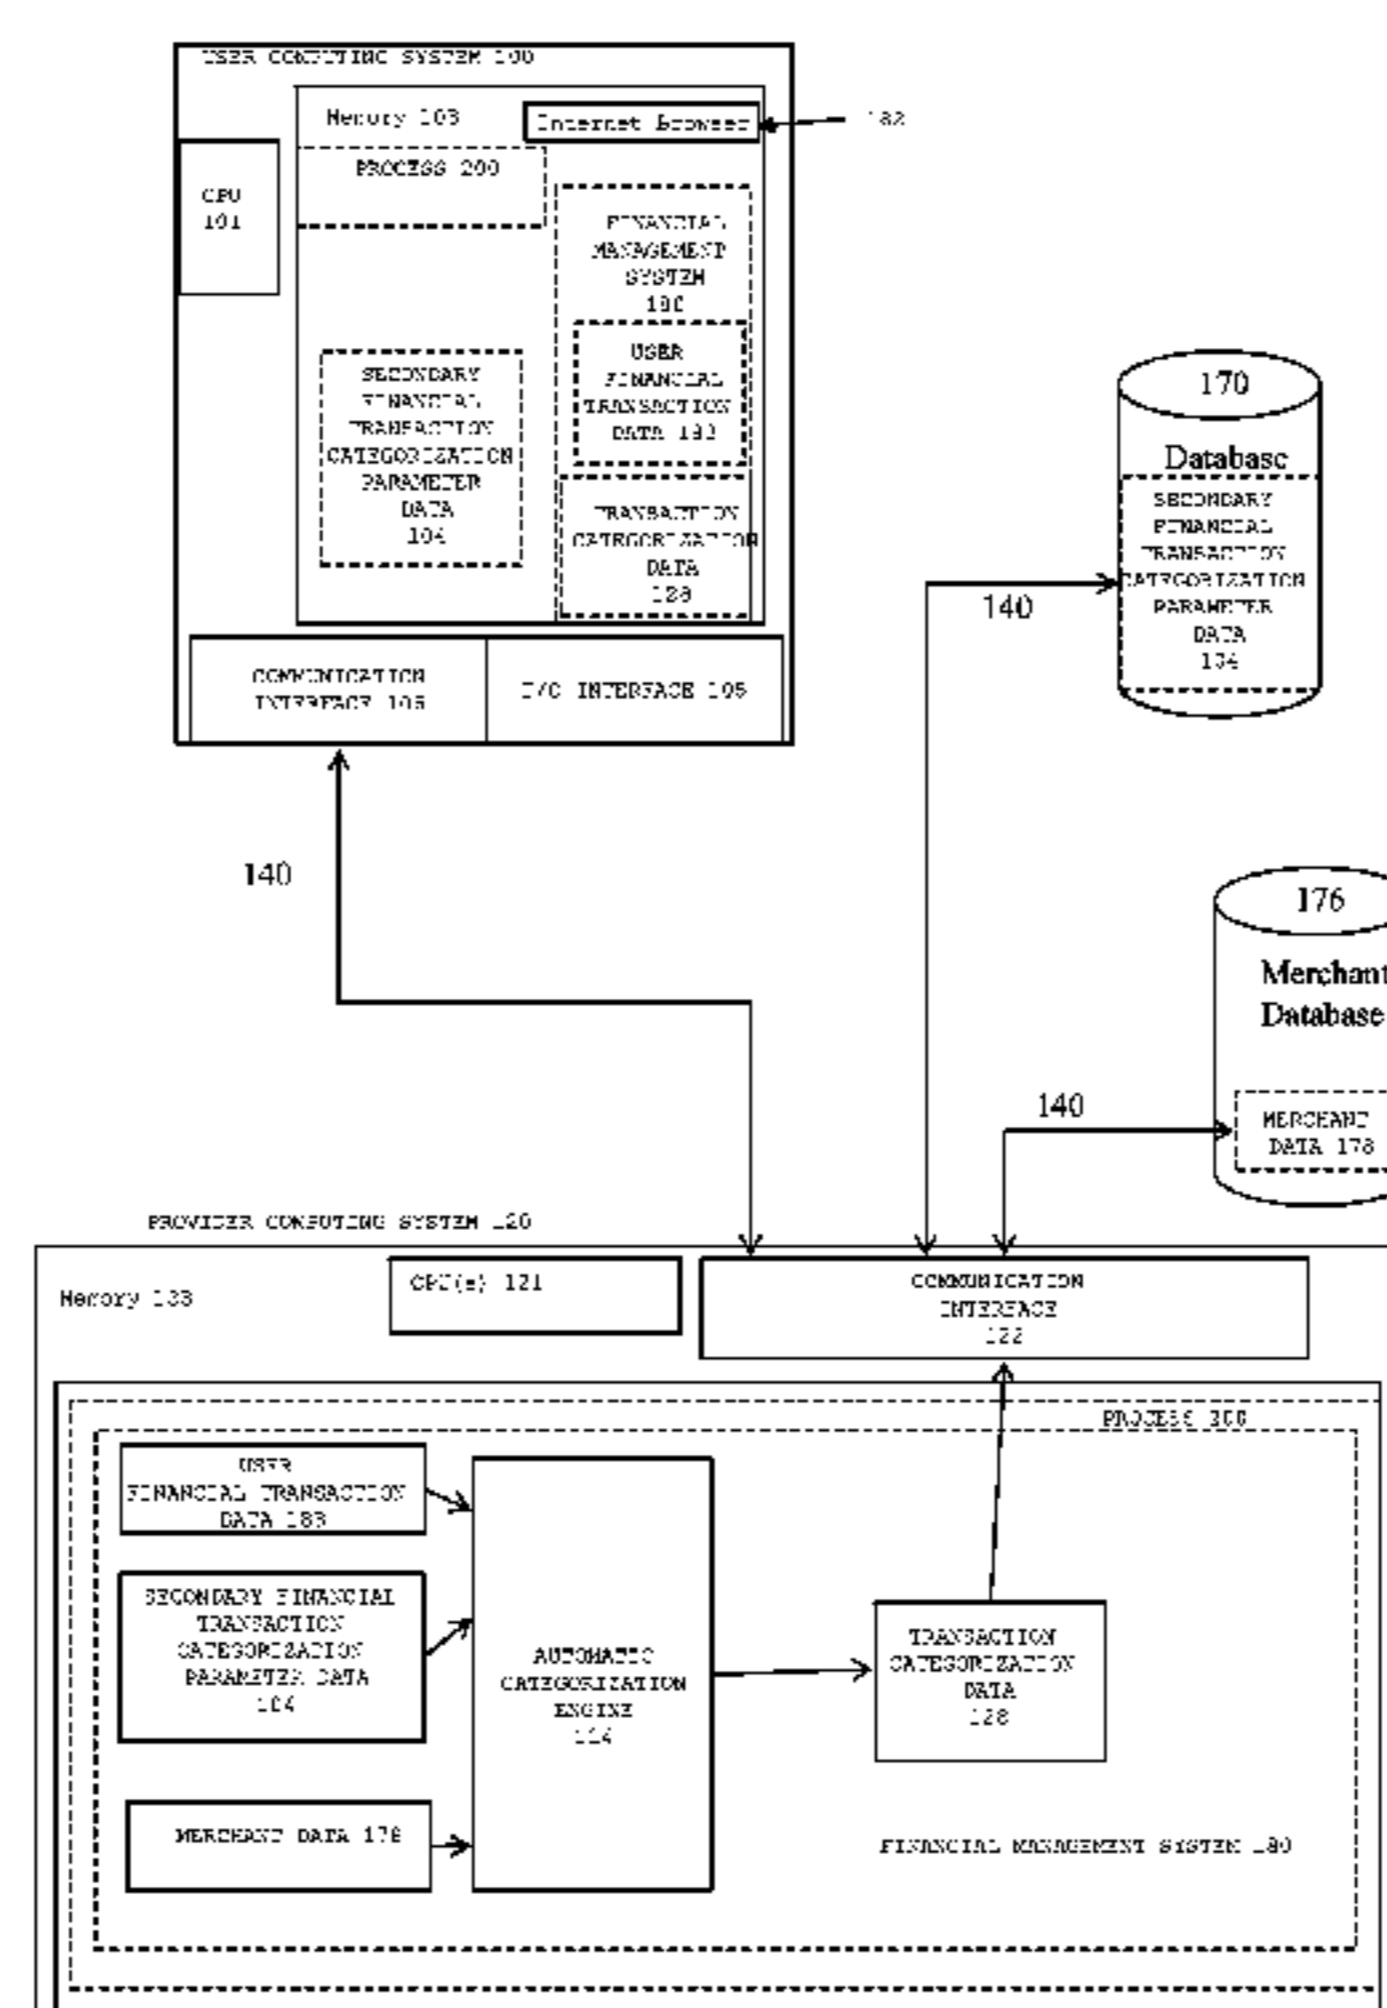 USER COMPUTING SYSTEM 100
Memory 103
Internet Browser
182
PROCESS 200
CPU
101
FINANCIAL
MANAGEMENT
SYSTEM
180
USER
FINANCIAL
TRANSACTION
DATA 183
SECONDARY
FINANCIAL
TRANSACTION
CATEGORIZATION
PARAMETER
DATA
104
TRANSACTION
CATEGORIZATION
DATA
128
COMMUNICATION
INTERFACE
I/O INTERFACE 105
170
Database
SECONDARY
FINANCIAL
TRANSACTION
CATEGORIZATION
PARAMETER
DATA
104
140
140
176
Merchant
Database
140
MERCHANT
DATA 178
PROVIDER COMPUTING SYSTEM 120
Memory
CPU(s) 121
COMMUNICATION
INTERFACE
122
PROCESS 200
USER
FINANCIAL TRANSACTION
DATA 183
SECONDARY FINANCIAL
TRANSACTION
CATEGORIZATION
PARAMETER DATA
104
AUTOMATIC
CATEGORIZATION
ENGINE
TRANSACTION
CATEGORIZATION
DATA
128
MERCHANT DATA 178
FINANCIAL MANAGEMENT SYSTEM 180